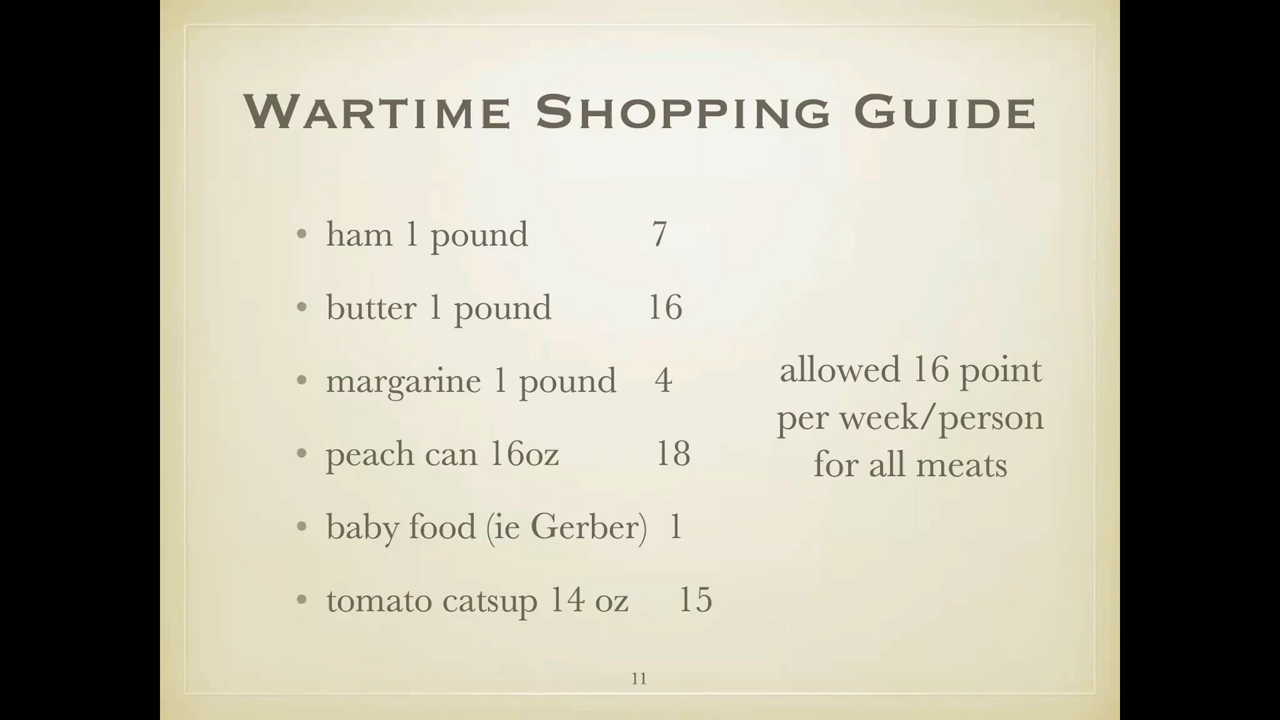 Wartime Shopping Guide
• ham 1 pound 7
• butter 1 pound 16
• margarine 1 pound 4
• peach can 16oz 18
• baby food (ie Gerber) 1
• tomato catsup 14 oz 15
allowed 16 point
per week/person
for all meats
11